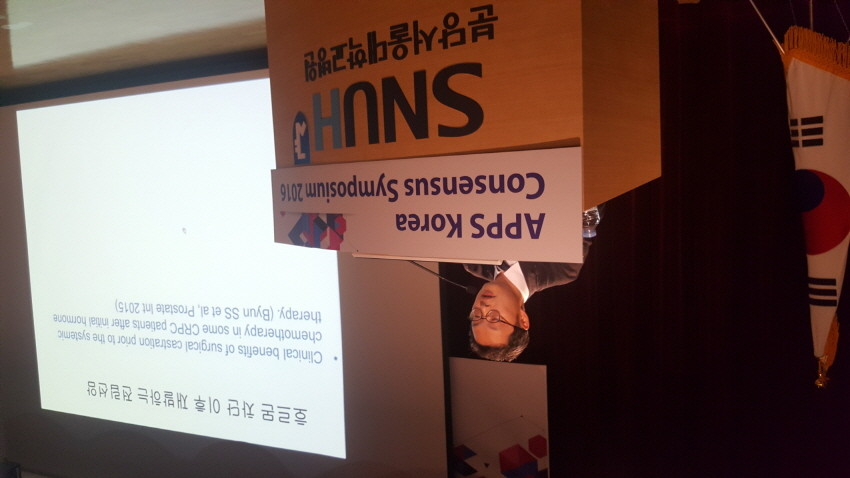 호르몬 차단 이후 재발하는 전립선암
• Clinical benefits of surgical castration prior to the systemic
chemotherapy in some CRPC patients after initial hormone
therapy. (Byun SS et al, Prostate Int 2015)
APPS Korea
Consensus Symposium 2016
SNUH
분당서울대학교병원